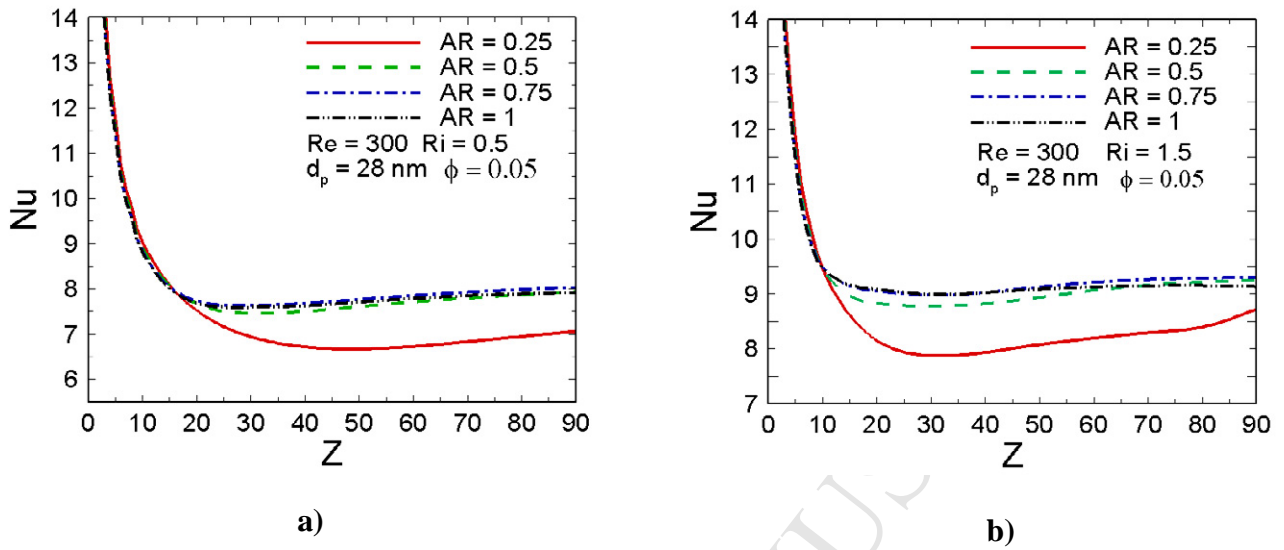 14
13
12
11
10
9
8
7
6
Nu
0 10 20 30 40 50 60 70 80 90
Z
AR = 0.25
AR = 0.5
AR = 0.75
AR = 1
Re = 300 Ri = 0.5
dp = 28 nm ϕ = 0.05
a)
14
13
12
11
10
9
8
7
Nu
0 10 20 30 40 50 60 70 80 90
Z
AR = 0.25
AR = 0.5
AR = 0.75
AR = 1
Re = 300 Ri = 1.5
dp = 28 nm ϕ = 0.05
b)